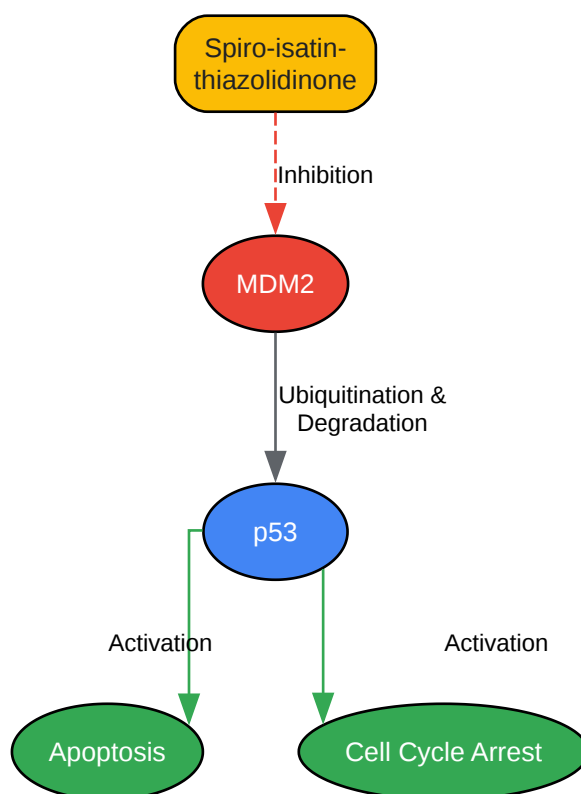 Spiro-isatin-
thiazolidinone
Inhibition
MDM2
Ubiquitination &
Degradation
p53
Activation
Activation
Apoptosis
Cell Cycle Arrest